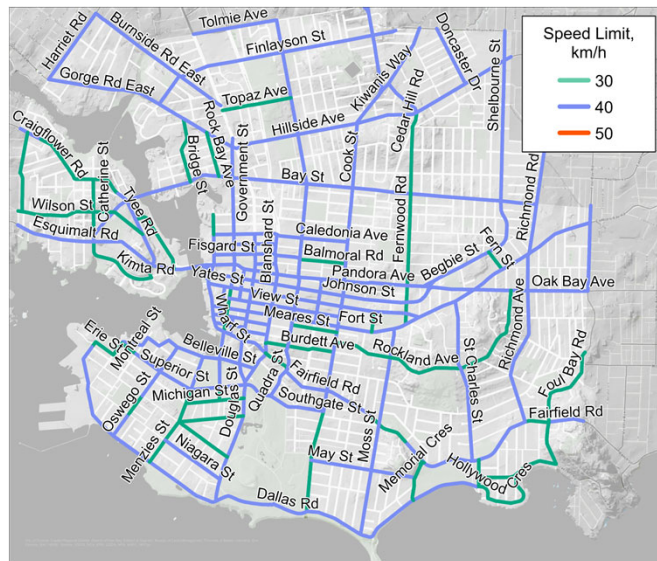 Tolmie Ave
Harriet Rd
Burnside Rd East
Finlayson St
Kiwanis Way
Doncaster Dr
Speed Limit,
km/h
30
40
50
Gorge Rd East
Topaz Ave
Cedar Hill Rd
Shelbourne St
Hillside Ave
Rock Bay Ave
Craigflower Rd
Catherine St
Bridge St
Government St
Cook St
Richmond Rd
Bay St
Wilson St
Tyee Rd
Blanshard St
Fernwood Rd
Esquimalt Rd
Caledonia Ave
Fisgard St
Balmoral Rd
Begbie St
Fern St
Kimta Rd
Pandora Ave
Yates St
Johnson St
Oak Bay Ave
View St
Wharf St
Meares St
Fort St
Montreal St
Erie St
Burdett Ave
Rockland Ave
Richmond Ave
Foul Bay Rd
Belleville St
Superior St
Quadra St
Fairfield Rd
St Charles St
Michigan St
Douglas St
Southgate St
Oswego St
Moss St
Fairfield Rd
Menzies St
Memorial Cres
Niagara St
May St
Hollywood Cres
Dallas Rd